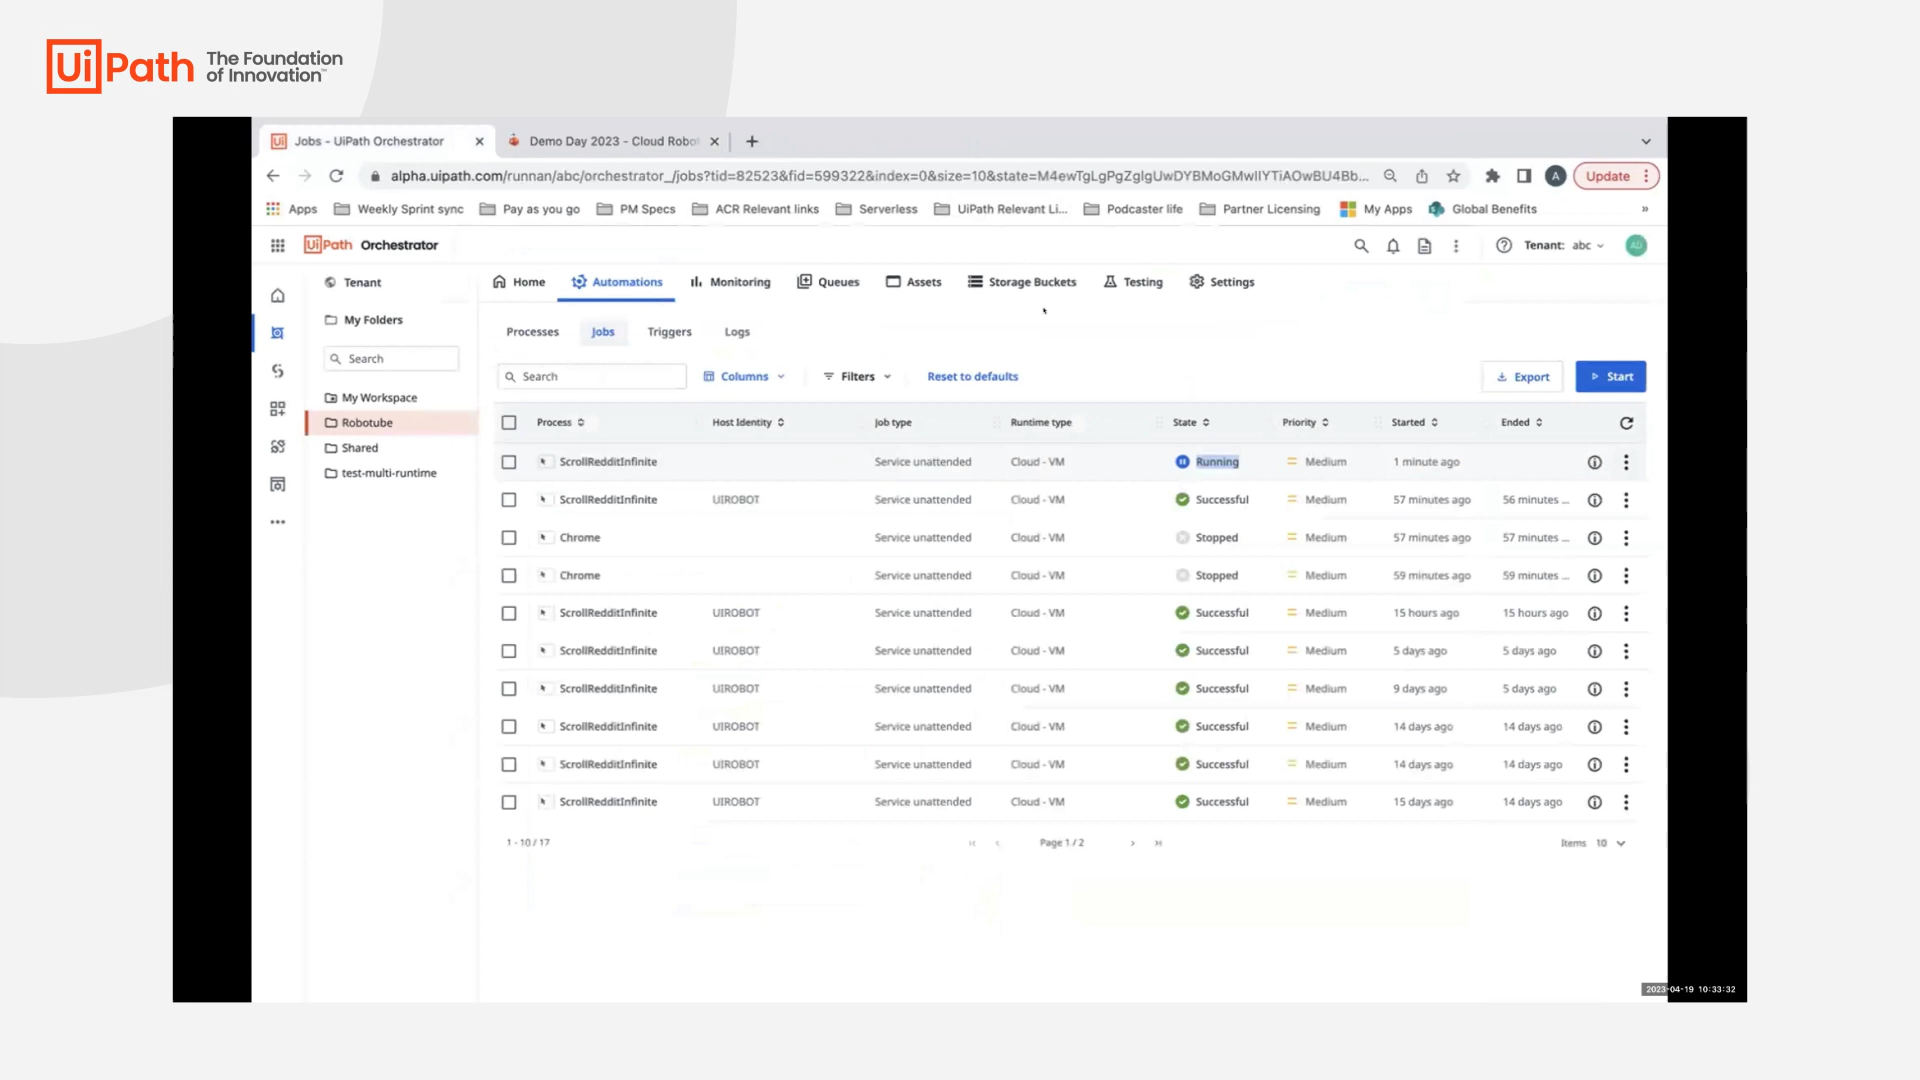 UiPath The Foundation of Innovation™
Jobs - UiPath Orchestrator
Demo Day 2023 - Cloud Robo
alpha.uipath.com/runnan/abc/orchestrator_/jobs?tid=82523&fid=599322&index=0&size=10&state=
Update
Apps Weekly Sprint sync Pay as you go PM Specs ACR Relevant links Serverless UiPath Relevant Li... Podcaster life Partner Licensing My Apps Global Benefits »
UiPath Orchestrator
Tenant: abc
AD
Tenant
My Folders
Search
My Workspace
Robotube
Shared
test-multi-runtime
Home Automations Monitoring Queues Assets Storage Buckets Testing Settings
Processes Jobs Triggers Logs
Search Columns Filters Reset to defaults Export Start
Process Host Identity Job type Runtime type State Priority Started Ended
ScrollRedditInfinite Service unattended Cloud - VM Running Medium 1 minute ago
ScrollRedditInfinite UIROBOT Service unattended Cloud - VM Successful Medium 57 minutes ago 56 minutes ...
Chrome Service unattended Cloud - VM Stopped Medium 57 minutes ago 57 minutes ...
Chrome Service unattended Cloud - VM Stopped Medium 59 minutes ago 59 minutes ...
ScrollRedditInfinite UIROBOT Service unattended Cloud - VM Successful Medium 15 hours ago 15 hours ago
ScrollRedditInfinite UIROBOT Service unattended Cloud - VM Successful Medium 5 days ago 5 days ago
ScrollRedditInfinite UIROBOT Service unattended Cloud - VM Successful Medium 9 days ago 5 days ago
ScrollRedditInfinite UIROBOT Service unattended Cloud - VM Successful Medium 14 days ago 14 days ago
ScrollRedditInfinite UIROBOT Service unattended Cloud - VM Successful Medium 14 days ago 14 days ago
ScrollRedditInfinite UIROBOT Service unattended Cloud - VM Successful Medium 15 days ago 14 days ago
1 - 10 / 17 Page 1 / 2 Items 10
2023-04-19 10:33:32